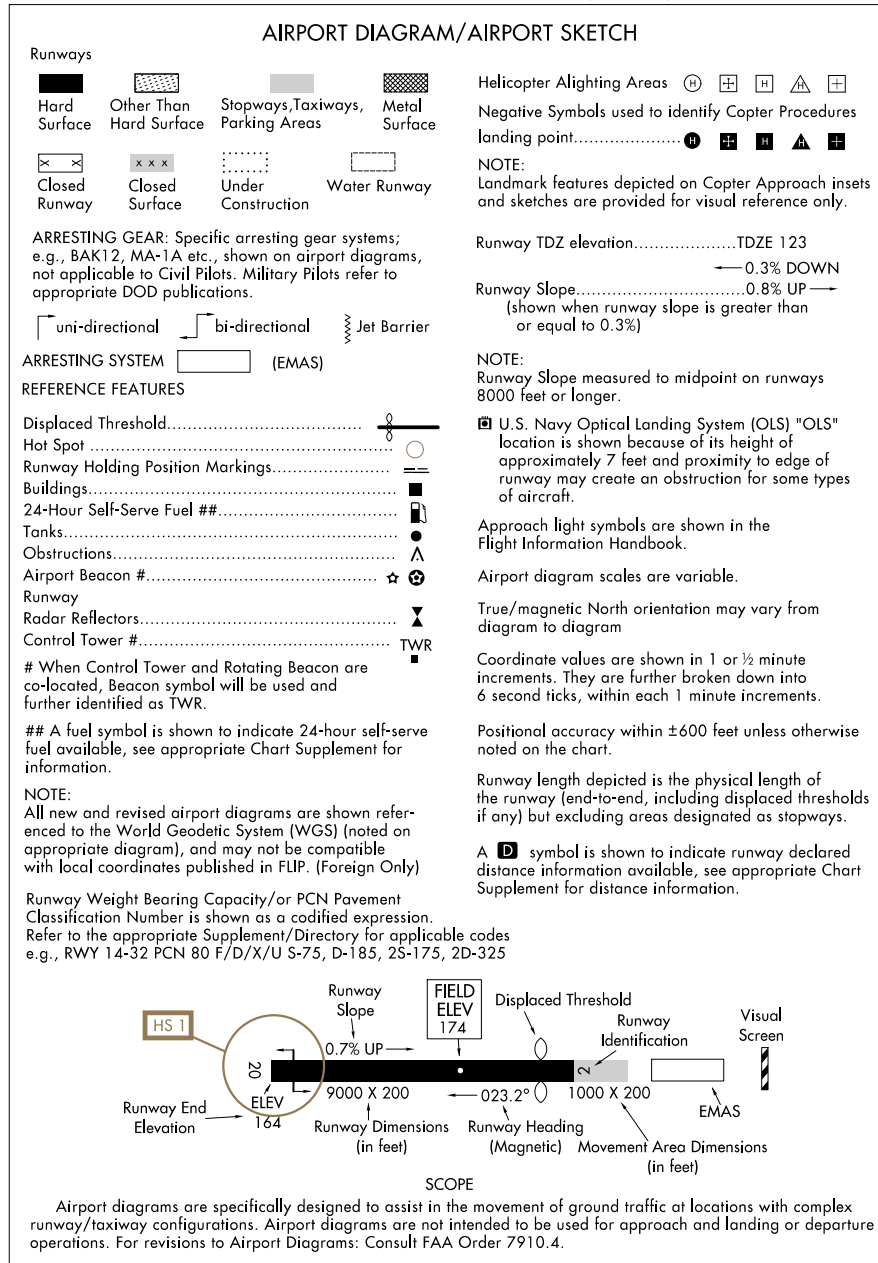 AIRPORT DIAGRAM/AIRPORT SKETCH
Runways
Hard Surface
Other Than Hard Surface
Stopways,Taxiways, Parking Areas
Metal Surface
x x
x x x
Closed Runway
Closed Surface
Under Construction
Water Runway
ARRESTING GEAR: Specific arresting gear systems;
e.g., BAK12, MA-1A etc., shown on airport diagrams,
not applicable to Civil Pilots. Military Pilots refer to
appropriate DOD publications.
uni-directional
bi-directional
Jet Barrier
ARRESTING SYSTEM (EMAS)
REFERENCE FEATURES
Displaced Threshold....................................
Hot Spot ........................................................
Runway Holding Position Markings......................
Buildings.........................................................
24-Hour Self-Serve Fuel ##.................................
Tanks.............................................................
Obstructions....................................................
Airport Beacon #..............................................
Runway
Radar Reflectors...............................................
Control Tower #............................................... TWR
# When Control Tower and Rotating Beacon are
co-located, Beacon symbol will be used and
further identified as TWR.
## A fuel symbol is shown to indicate 24-hour self-serve
fuel available, see appropriate Chart Supplement for
information.
NOTE:
All new and revised airport diagrams are shown refer-
enced to the World Geodetic System (WGS) (noted on
appropriate diagram), and may not be compatible
with local coordinates published in FLIP. (Foreign Only)
Runway Weight Bearing Capacity/or PCN Pavement
Classification Number is shown as a codified expression.
Refer to the appropriate Supplement/Directory for applicable codes
e.g., RWY 14-32 PCN 80 F/D/X/U S-75, D-185, 2S-175, 2D-325
Helicopter Alighting Areas H H H
Negative Symbols used to identify Copter Procedures
landing point..................... H H H
NOTE:
Landmark features depicted on Copter Approach insets
and sketches are provided for visual reference only.
Runway TDZ elevation....................TDZE 123
0.3% DOWN
Runway Slope................................0.8% UP
(shown when runway slope is greater than
or equal to 0.3%)
NOTE:
Runway Slope measured to midpoint on runways
8000 feet or longer.
U.S. Navy Optical Landing System (OLS) "OLS"
location is shown because of its height of
approximately 7 feet and proximity to edge of
runway may create an obstruction for some types
of aircraft.
Approach light symbols are shown in the
Flight Information Handbook.
Airport diagram scales are variable.
True/magnetic North orientation may vary from
diagram to diagram
Coordinate values are shown in 1 or ½ minute
increments. They are further broken down into
6 second ticks, within each 1 minute increments.
Positional accuracy within ±600 feet unless otherwise
noted on the chart.
Runway length depicted is the physical length of
the runway (end-to-end, including displaced thresholds
if any) but excluding areas designated as stopways.
A D symbol is shown to indicate runway declared
distance information available, see appropriate Chart
Supplement for distance information.
HS 1
Runway Slope
FIELD ELEV 174
Displaced Threshold
Runway Identification
Visual Screen
0.7% UP
20
2
ELEV 164
9000 X 200
023.2°
1000 X 200
EMAS
Runway End Elevation
Runway Dimensions (in feet)
Runway Heading (Magnetic)
Movement Area Dimensions (in feet)
SCOPE
Airport diagrams are specifically designed to assist in the movement of ground traffic at locations with complex
runway/taxiway configurations. Airport diagrams are not intended to be used for approach and landing or departure
operations. For revisions to Airport Diagrams: Consult FAA Order 7910.4.